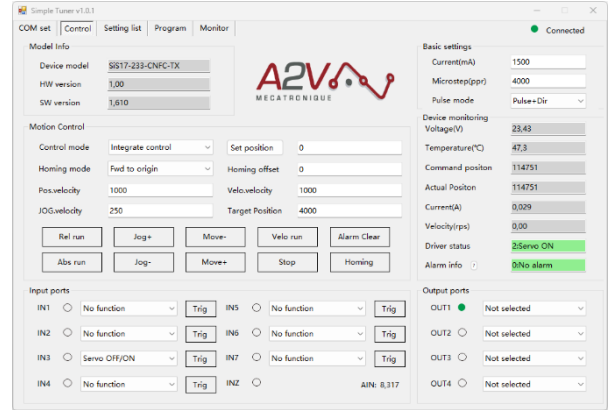 Simple Tuner v1.0.1
COM set Control Setting list Program Monitor Connected
Model Info
Device model SiS17-233-CNFC-TX
HW version 1,00
SW version 1,610
A2V
MECATRONIQUE
Basic settings
Current(mA) 1500
Microstep(ppr) 4000
Pulse mode Pulse+Dir
Motion Control
Control mode Integrate control Set position 0
Homing mode Fwd to origin Homing offset 0
Pos.velocity 1000 Velo.velocity 1000
JOG.velocity 250 Target Position 4000
Rel run Jog+ Move- Velo run Alarm Clear
Abs run Jog- Move+ Stop Homing
Device monitoring
Voltage(V) 23,43
Temperature(℃) 47,3
Command positon 114751
Actual Positon 114751
Current(A) 0,029
Velocity(rps) 0,00
Driver status 2:Servo ON
Alarm info ? 0:No alarm
Input ports
IN1 No function Trig IN5 No function Trig
IN2 No function Trig IN6 No function Trig
IN3 Servo OFF/ON Trig IN7 No function Trig
IN4 No function Trig INZ AIN: 8,317
Output ports
OUT1 Not selected
OUT2 Not selected
OUT3 Not selected
OUT4 Not selected